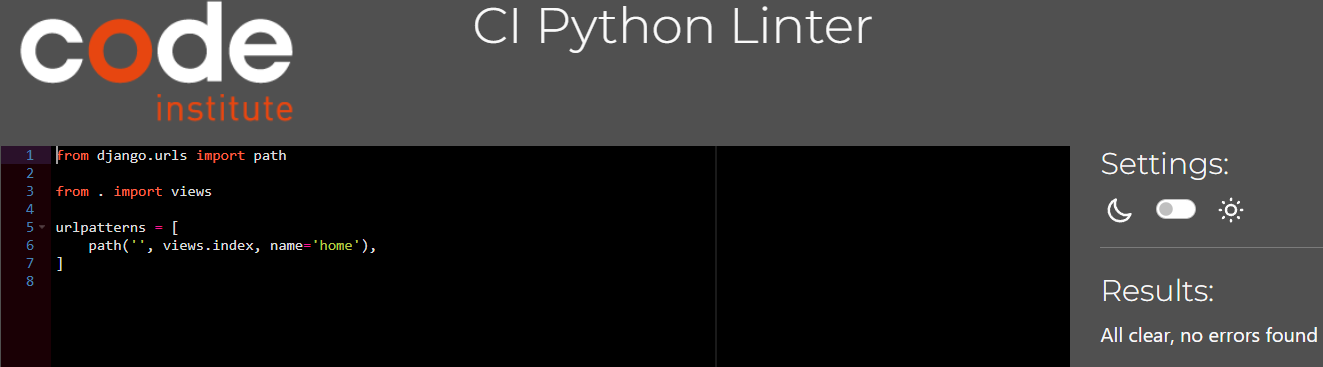 code
institute
CI Python Linter
1 from django.urls import path
2
3 from . import views
4
5 urlpatterns = [
6     path('', views.index, name='home'),
7 ]
8
Settings:
Results:
All clear, no errors found